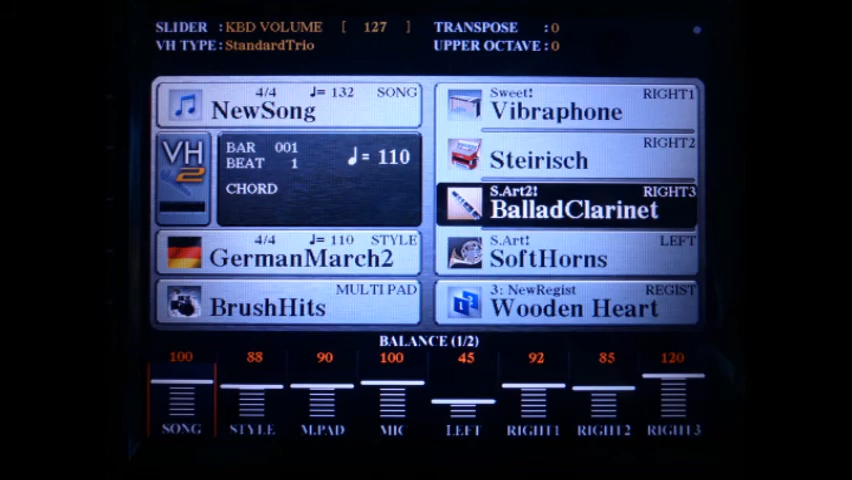 SLIDER :KBD VOLUME [ 127 ] TRANSPOSE :0
VH TYPE:StandardTrio UPPER OCTAVE:0
4/4 ♩= 132 SONG
NewSong
VH
2
BAR 001
BEAT 1
♩= 110
CHORD
4/4 ♩= 110 STYLE
GermanMarch2
MULTI PAD
BrushHits
Sweet! RIGHT1
Vibraphone
RIGHT2
Steirisch
S.Art2! RIGHT3
BalladClarinet
S.Art! LEFT
SoftHorns
3: NewRegist REGIST
Wooden Heart
BALANCE (1/2)
100 88 90 100 45 92 85 120
SONG STYLE M.PAD MIC LEFT RIGHT1 RIGHT2 RIGHT3